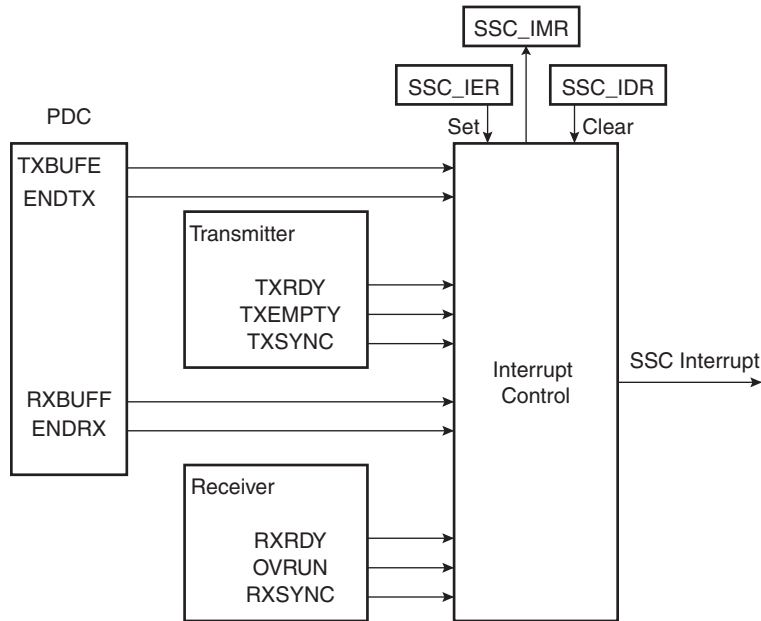 SSC_IMR
SSC_IER
SSC_IDR
PDC
Set
Clear
TXBUFE
ENDTX
Transmitter
TXRDY
TXEMPTY
TXSYNC
RXBUFF
ENDRX
Interrupt
Control
SSC Interrupt
Receiver
RXRDY
OVRUN
RXSYNC